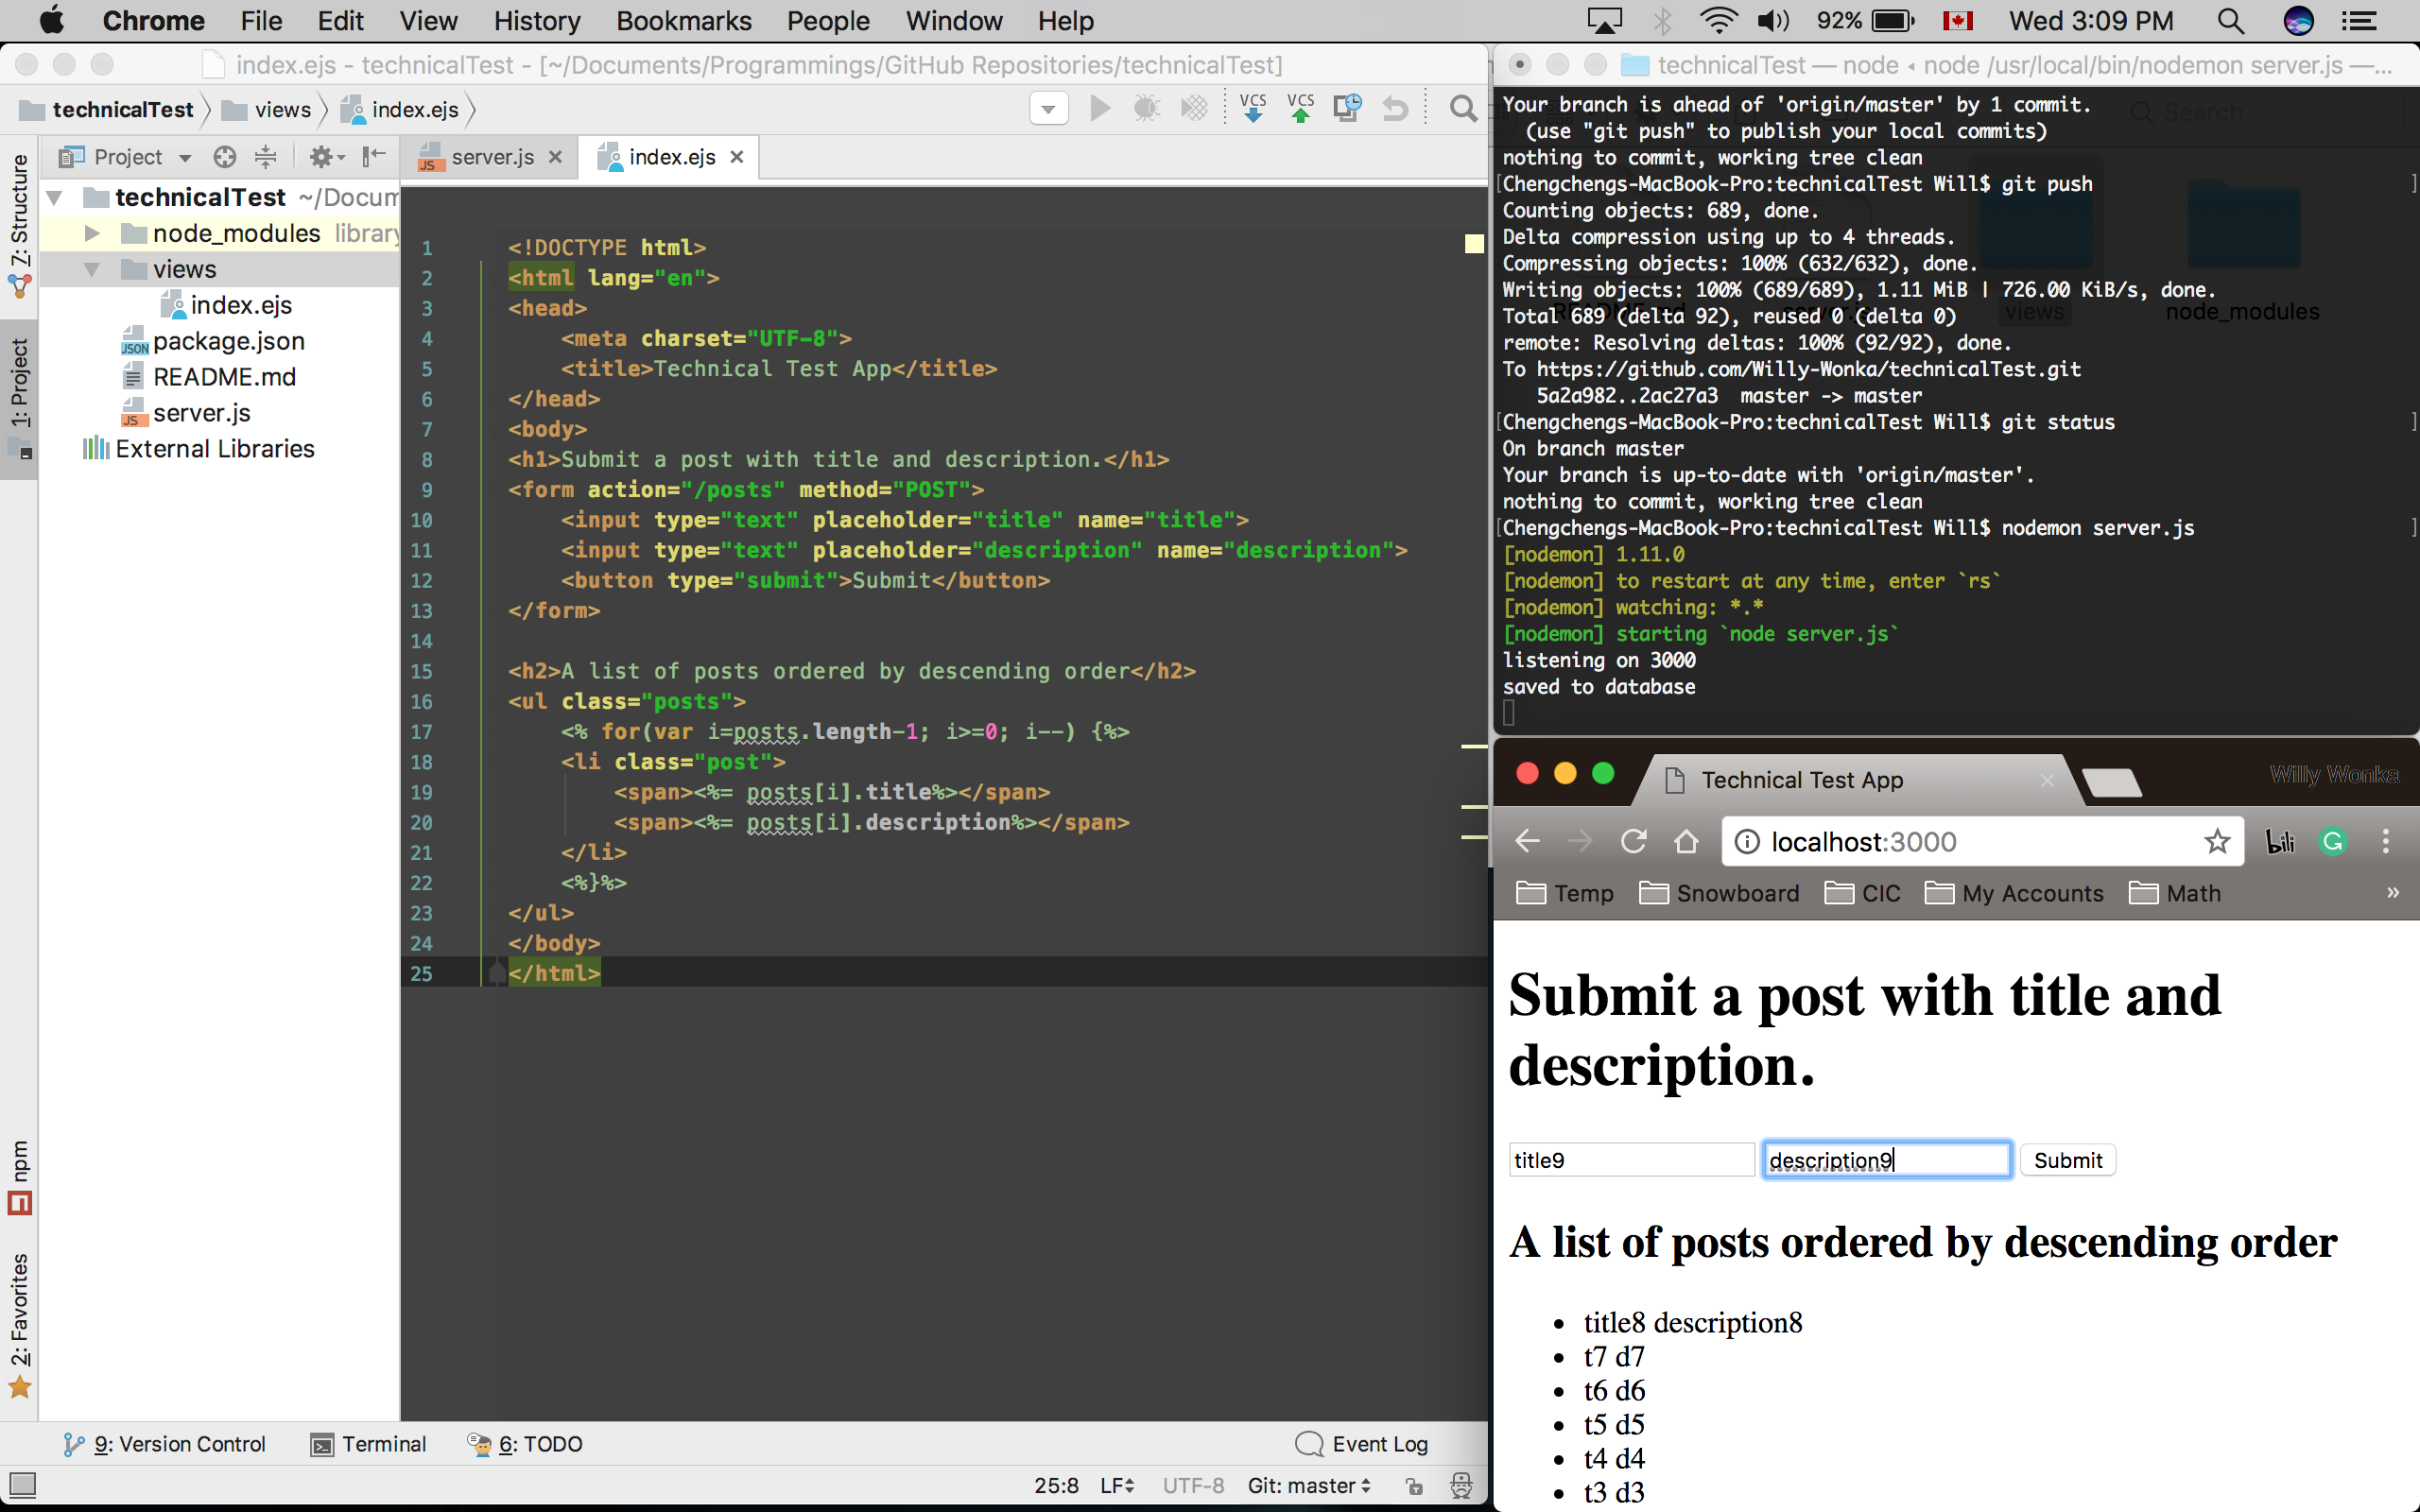 Chrome File Edit View History Bookmarks People Window Help 92% Wed 3:09 PM
index.ejs - technicalTest - [~/Documents/Programmings/GitHub Repositories/technicalTest]
technicalTest views index.ejs VCS VCS
Project server.js index.ejs
7: Structure
1: Project
npm
2: Favorites
technicalTest ~/Docum
node_modules library
views
index.ejs
package.json
README.md
server.js
External Libraries
1 <!DOCTYPE html>
2 <html lang="en">
3 <head>
4 <meta charset="UTF-8">
5 <title>Technical Test App</title>
6 </head>
7 <body>
8 <h1>Submit a post with title and description.</h1>
9 <form action="/posts" method="POST">
10 <input type="text" placeholder="title" name="title">
11 <input type="text" placeholder="description" name="description">
12 <button type="submit">Submit</button>
13 </form>
14
15 <h2>A list of posts ordered by descending order</h2>
16 <ul class="posts">
17 <% for(var i=posts.length-1; i>=0; i--) {%>
18 <li class="post">
19 <span><%= posts[i].title%></span>
20 <span><%= posts[i].description%></span>
21 </li>
22 <%}%>
23 </ul>
24 </body>
25 </html>
9: Version Control Terminal 6: TODO Event Log
25:8 LF UTF-8 Git: master
technicalTest — node ◂ node /usr/local/bin/nodemon server.js —...
Your branch is ahead of 'origin/master' by 1 commit.
(use "git push" to publish your local commits)
nothing to commit, working tree clean
[Chengchengs-MacBook-Pro:technicalTest Will$ git push ]
Counting objects: 689, done.
Delta compression using up to 4 threads.
Compressing objects: 100% (632/632), done.
Writing objects: 100% (689/689), 1.11 MiB | 726.00 KiB/s, done.
Total 689 (delta 92), reused 0 (delta 0)
remote: Resolving deltas: 100% (92/92), done.
To https://github.com/Willy-Wonka/technicalTest.git
5a2a982..2ac27a3 master -> master
[Chengchengs-MacBook-Pro:technicalTest Will$ git status ]
On branch master
Your branch is up-to-date with 'origin/master'.
nothing to commit, working tree clean
[Chengchengs-MacBook-Pro:technicalTest Will$ nodemon server.js ]
[nodemon] 1.11.0
[nodemon] to restart at any time, enter `rs`
[nodemon] watching: *.*
[nodemon] starting `node server.js`
listening on 3000
saved to database
Search
views
node_modules
Technical Test App Willy Wonka
localhost:3000 bili G
Temp Snowboard CIC My Accounts Math »
Submit a post with title and
description.
title9 description9 Submit
A list of posts ordered by descending order
• title8 description8
• t7 d7
• t6 d6
• t5 d5
• t4 d4
• t3 d3